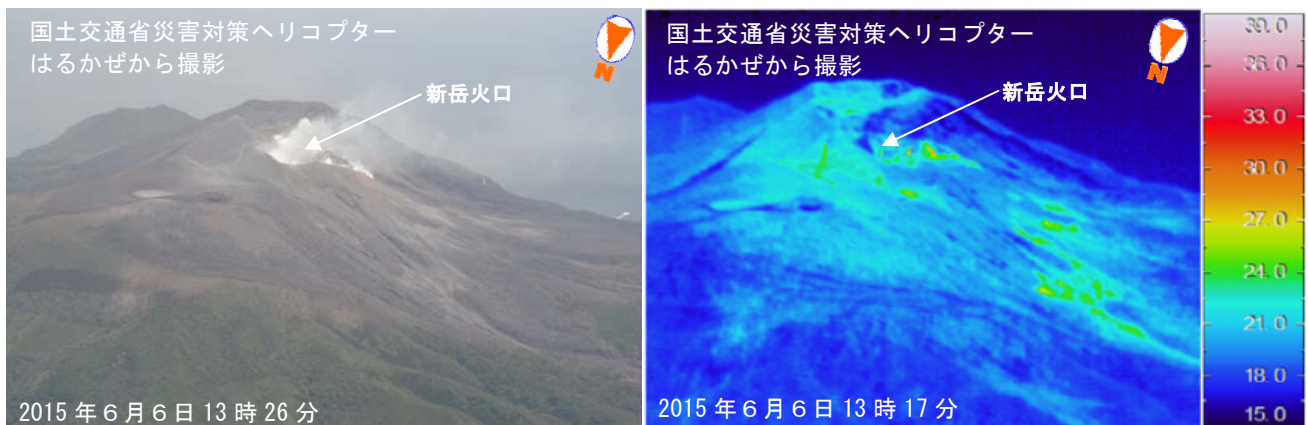 国土交通省災害対策ヘリコプター
はるかぜから撮影
新岳火口
N
2015年6月6日13時26分
国土交通省災害対策ヘリコプター
はるかぜから撮影
新岳火口
N
2015年6月6日13時17分
39.0
36.0
33.0
30.0
27.0
24.0
21.0
18.0
15.0